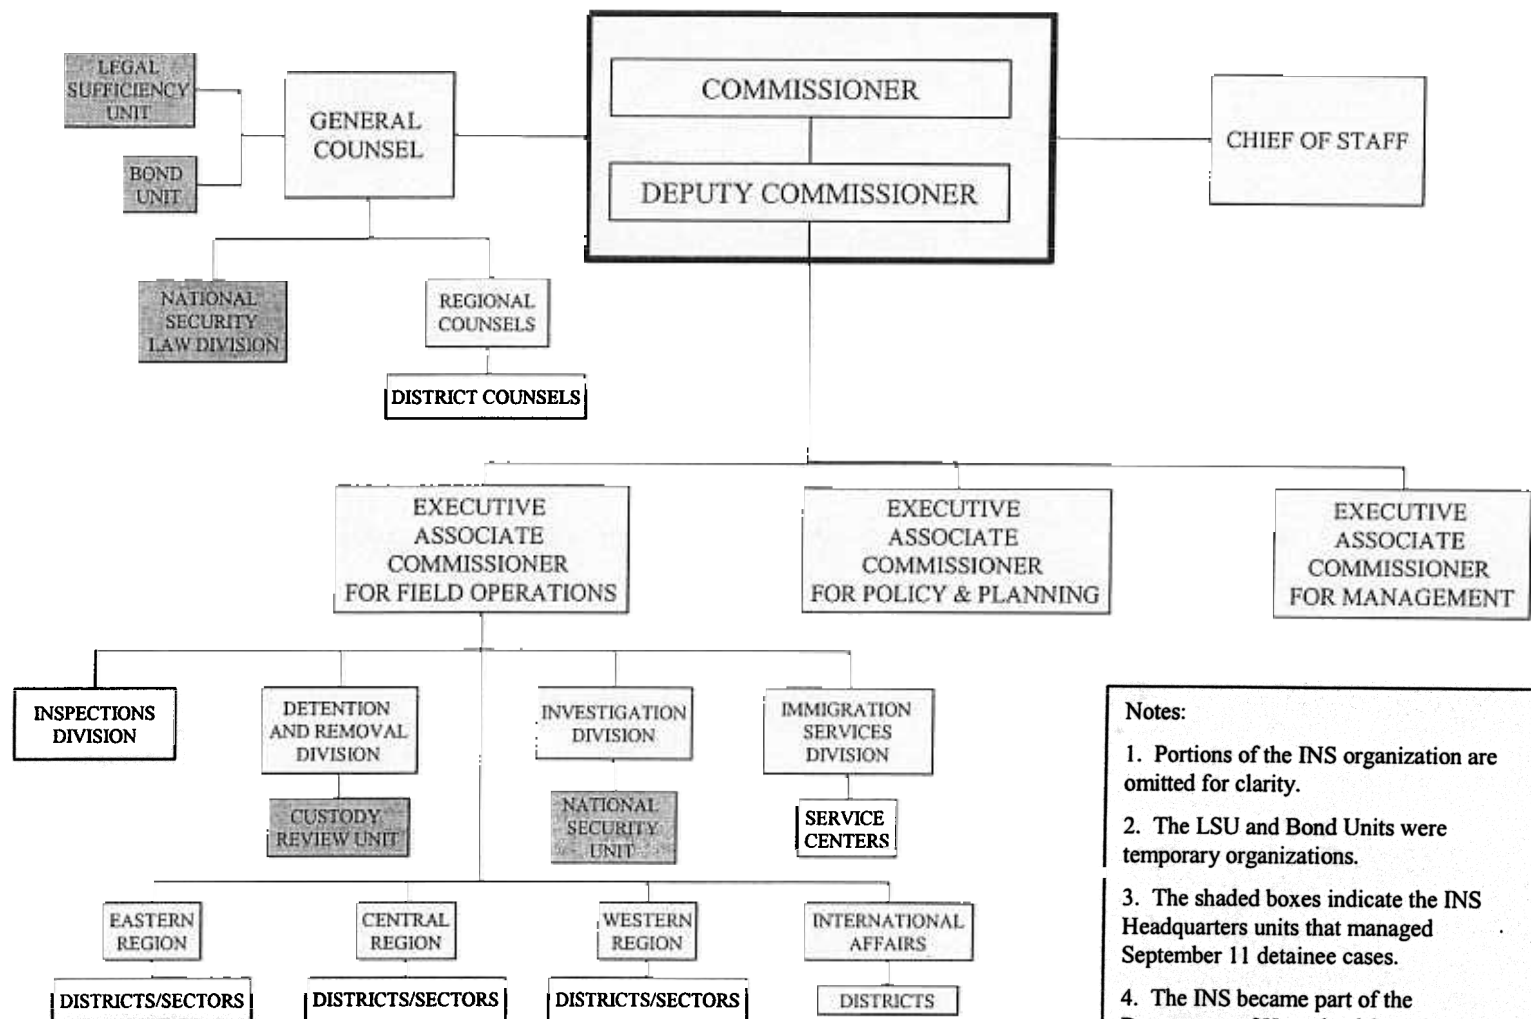 LEGAL
SUFFICIENCY
UNIT
BOND
UNIT
GENERAL
COUNSEL
COMMISSIONER
DEPUTY COMMISSIONER
CHIEF OF STAFF
NATIONAL
SECURITY
LAW DIVISION
REGIONAL
COUNSELS
DISTRICT COUNSELS
EXECUTIVE
ASSOCIATE
COMMISSIONER
FOR FIELD OPERATIONS
EXECUTIVE
ASSOCIATE
COMMISSIONER
FOR POLICY & PLANNING
EXECUTIVE
ASSOCIATE
COMMISSIONER
FOR MANAGEMENT
INSPECTIONS
DIVISION
DETENTION
AND REMOVAL
DIVISION
INVESTIGATION
DIVISION
IMMIGRATION
SERVICES
DIVISION
CUSTODY
REVIEW UNIT
NATIONAL
SECURITY
UNIT
SERVICE
CENTERS
EASTERN
REGION
CENTRAL
REGION
WESTERN
REGION
INTERNATIONAL
AFFAIRS
DISTRICTS/SECTORS
DISTRICTS/SECTORS
DISTRICTS/SECTORS
DISTRICTS
Notes:
1. Portions of the INS organization are
omitted for clarity.
2. The LSU and Bond Units were
temporary organizations.
3. The shaded boxes indicate the INS
Headquarters units that managed
September 11 detainee cases.
4. The INS became part of the